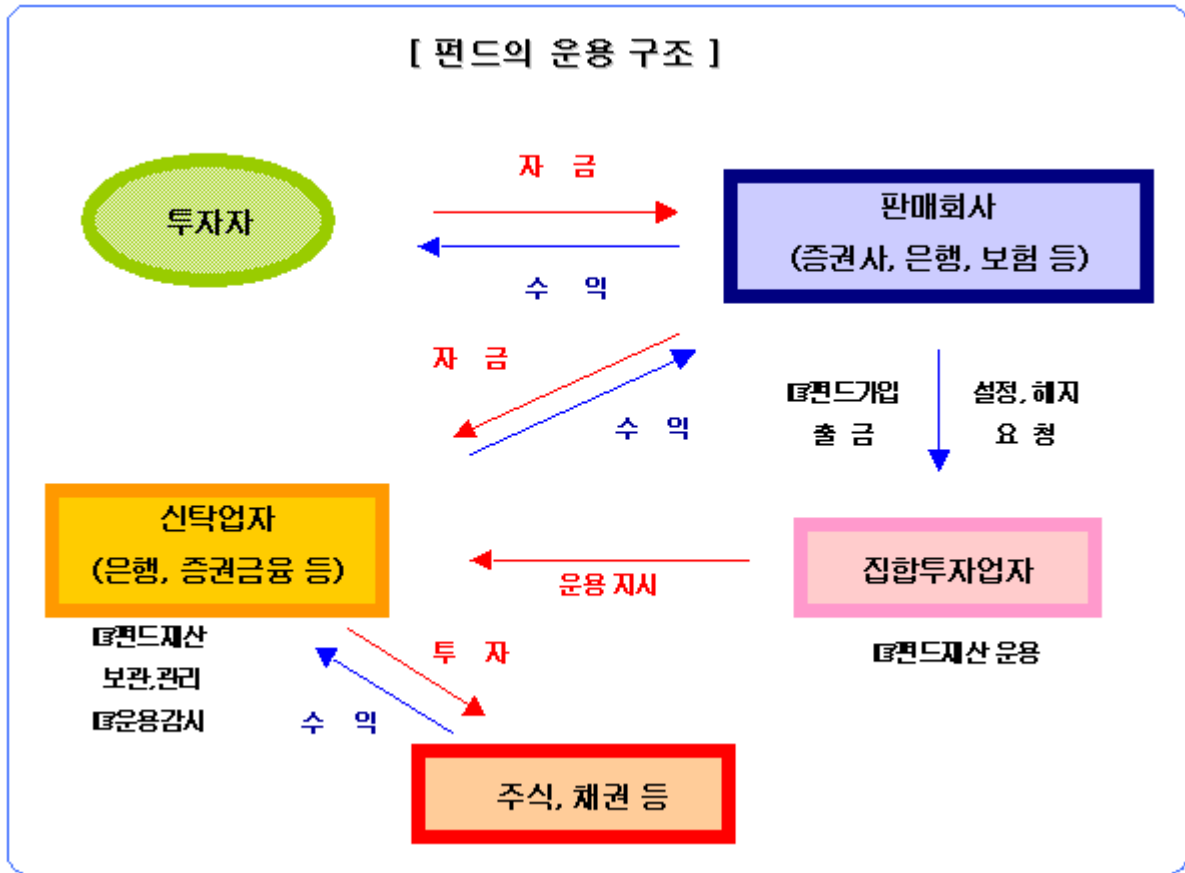 [ 펀드의 운용 구조 ]
자 금
투자자
판매회사
(증권사, 은행, 보험 등)
수 익
자 금
수 익
☞펀드가입
출 금
설정, 해지
요 청
신탁업자
(은행, 증권금융 등)
운용 지시
집합투자업자
☞펀드재산
보관,관리
☞운용감시
투 자
수 익
☞펀드재산 운용
주식, 채권 등